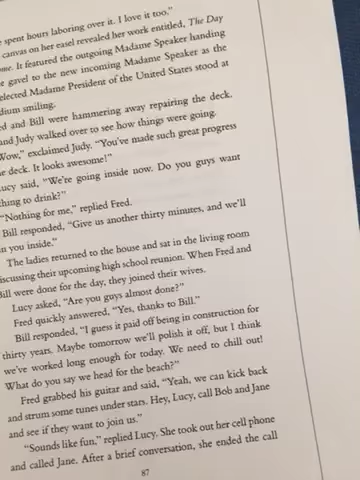 spent hours laboring over it. I love it too."
canvas on her easel revealed her work entitled, The Day
me. It featured the outgoing Madame Speaker handing
e gavel to the new incoming Madame Speaker as the
elected Madame President of the United States stood at
dium smiling.
ed and Bill were hammering away repairing the deck.
and Judy walked over to see how things were going.
Wow," exclaimed Judy. "You've made such great progress
e deck. It looks awesome!"
ucy said, "We're going inside now. Do you guys want
thing to drink?"
"Nothing for me," replied Fred.
Bill responded, "Give us another thirty minutes, and we'll
n you inside."
The ladies returned to the house and sat in the living room
iscussing their upcoming high school reunion. When Fred and
Bill were done for the day, they joined their wives.
Lucy asked, "Are you guys almost done?"
Fred quickly answered, "Yes, thanks to Bill."
Bill responded, "I guess it paid off being in construction for
thirty years. Maybe tomorrow we'll polish it off, but I think
we've worked long enough for today. We need to chill out!
What do you say we head for the beach?"
Fred grabbed his guitar and said, "Yeah, we can kick back
and strum some tunes under stars. Hey, Lucy, call Bob and Jane
and see if they want to join us."
"Sounds like fun," replied Lucy. She took out her cell phone
and called Jane. After a brief conversation, she ended the call
87